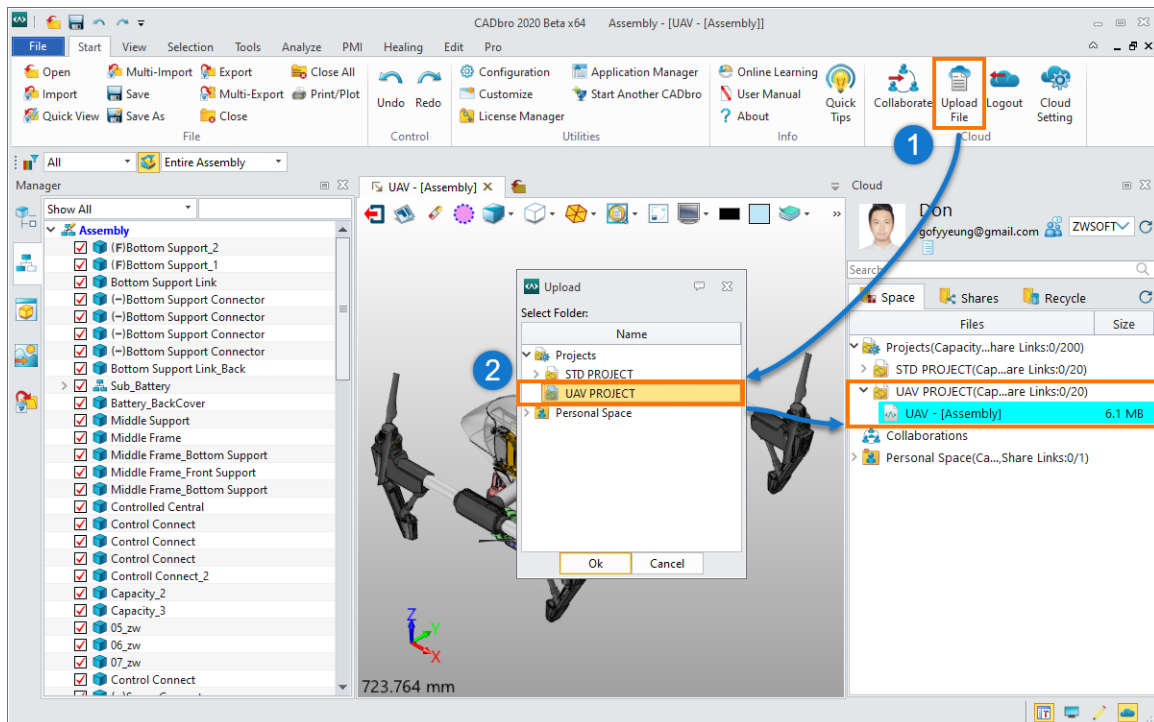 CADbro 2020 Beta x64 Assembly - [UAV - [Assembly]]
File Start View Selection Tools Analyze PMI Healing Edit Pro
Open Multi-Import Export Close All
Import Save Multi-Export Print/Plot
Quick View Save As Close
File
Undo Redo
Control
Configuration Application Manager
Customize Start Another CADbro
License Manager
Utilities
Online Learning
User Manual
About
Quick Tips
Info
Collaborate Upload File Logout Cloud Setting
Cloud
1
All Entire Assembly
Manager
Show All
Assembly
(F)Bottom Support_2
(F)Bottom Support_1
Bottom Support Link
(-)Bottom Support Connector
(-)Bottom Support Connector
(-)Bottom Support Connector
(-)Bottom Support Connector
Bottom Support Link_Back
Sub_Battery
Battery_BackCover
Middle Support
Middle Frame
Middle Frame_Bottom Support
Middle Frame_Front Support
Middle Frame_Bottom Support
Controlled Central
Control Connect
Control Connect
Control Connect
Controll Connect_2
Capacity_2
Capacity_3
05_zw
06_zw
07_zw
Control Connect
UAV - [Assembly]
Upload
Select Folder:
Name
Projects
STD PROJECT
2
UAV PROJECT
Personal Space
Ok Cancel
Z
Y
X
723.764 mm
Cloud
Don
gofyyeung@gmail.com
ZWSOFT
Search
Space Shares Recycle
Files Size
Projects(Capacity...hare Links:0/200)
STD PROJECT(Cap...are Links:0/20)
UAV PROJECT(Cap...are Links:0/20)
UAV - [Assembly] 6.1 MB
Collaborations
Personal Space(Ca...,Share Links:0/1)